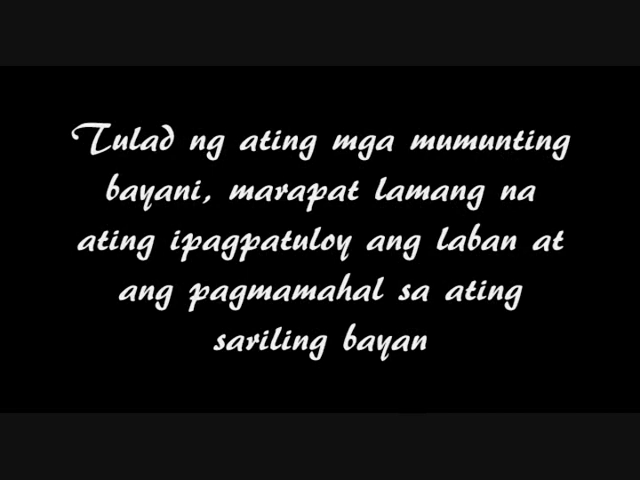 Tulad ng ating mga mumunting
bayani, marapat lamang na
ating ipagpatuloy ang laban at
ang pagmamahal sa ating
sariling bayan